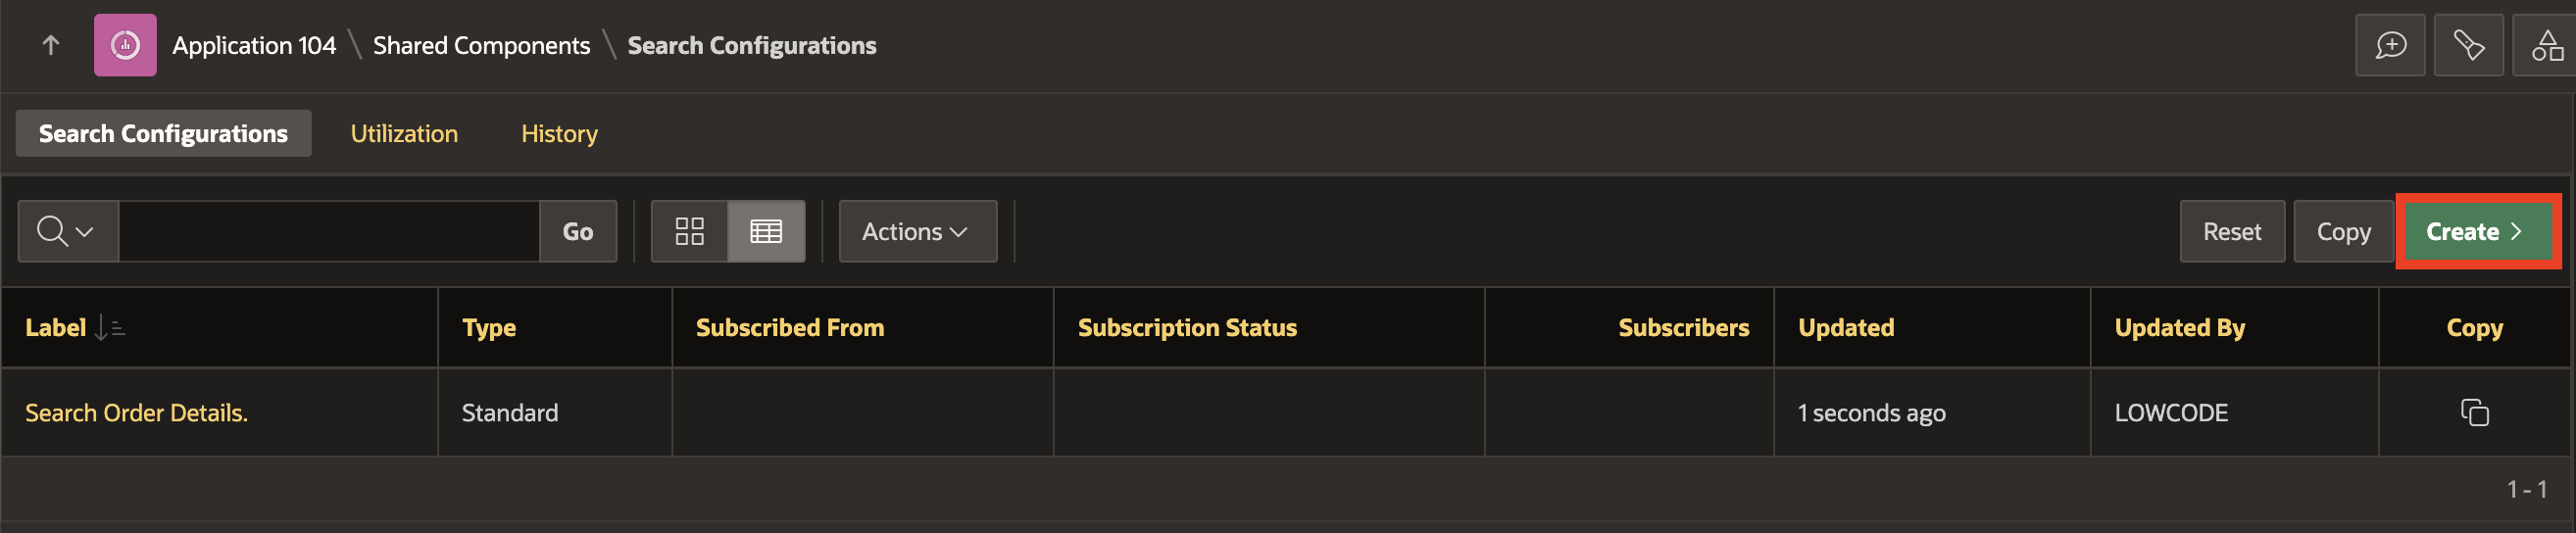 Application 104 \ Shared Components \ Search Configurations
Search Configurations Utilization History
Go Actions Reset Copy Create
Label Type Subscribed From Subscription Status Subscribers Updated Updated By Copy
Search Order Details. Standard 1 seconds ago LOWCODE
1 - 1